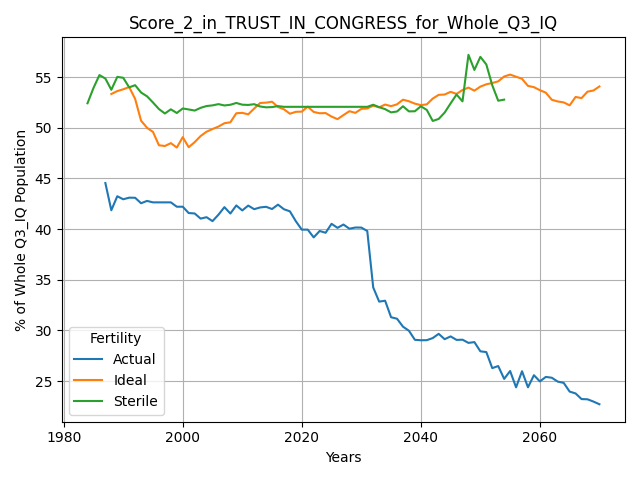 Score_2_in_TRUST_IN_CONGRESS_for_Whole_Q3_IQ
% of Whole Q3_IQ Population
55
50
45
40
35
30
25
Fertility
Actual
Ideal
Sterile
1980
2000
2020
2040
2060
Years